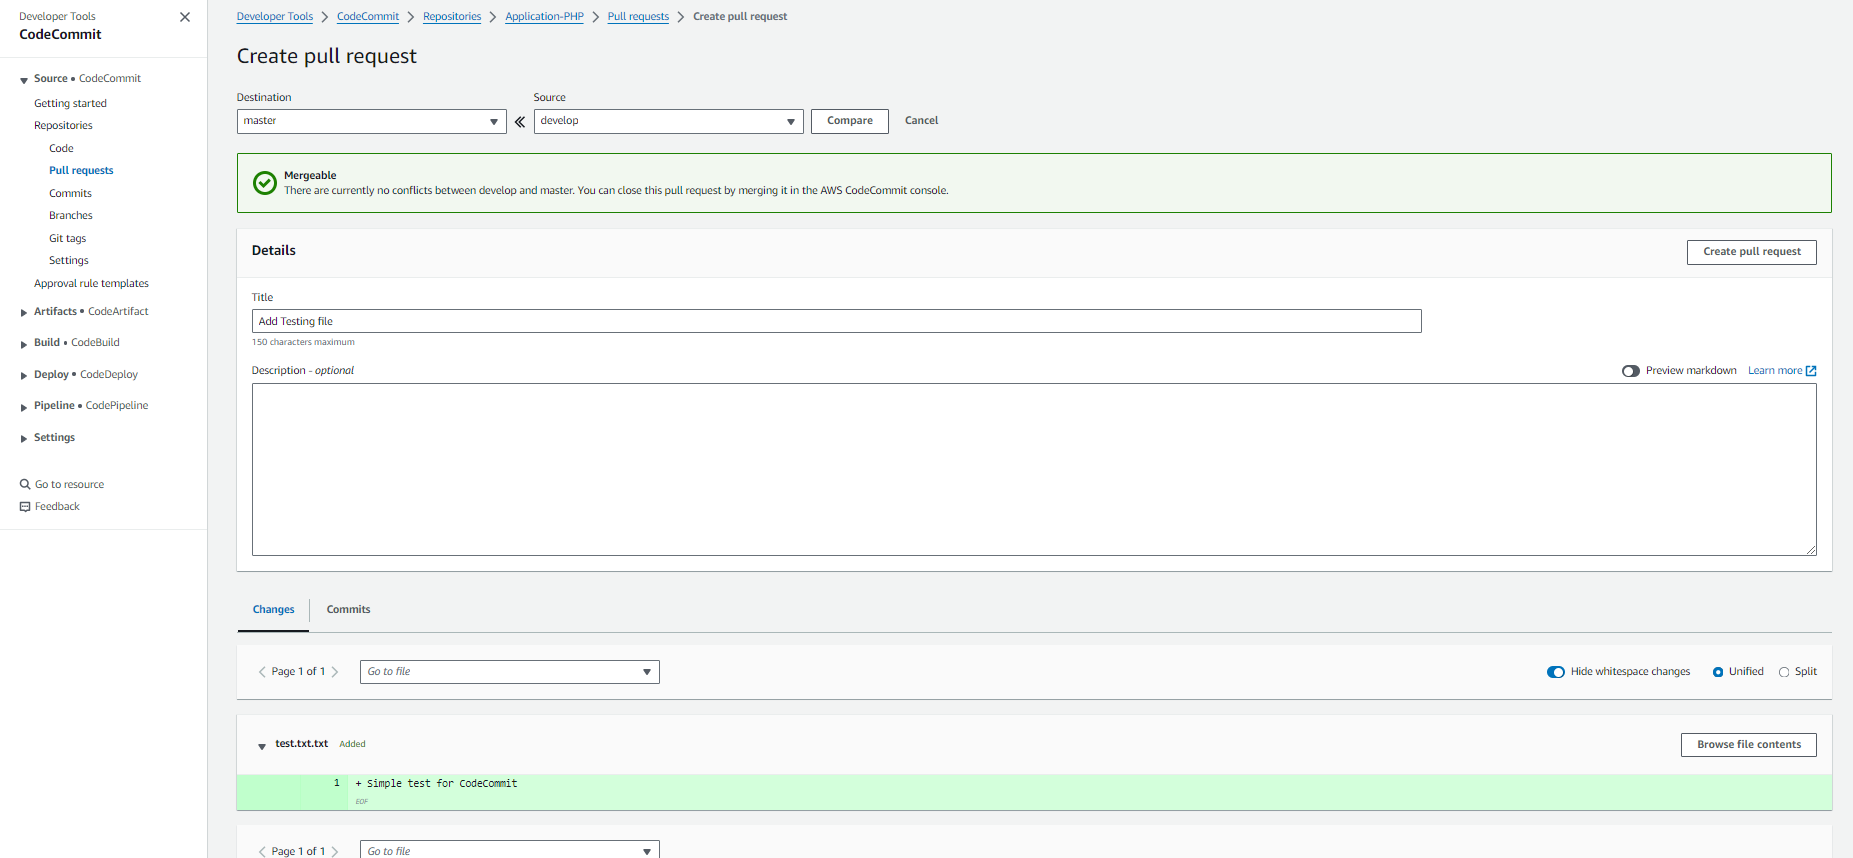 Developer Tools
CodeCommit
Source • CodeCommit
Getting started
Repositories
Code
Pull requests
Commits
Branches
Git tags
Settings
Approval rule templates
Artifacts • CodeArtifact
Build • CodeBuild
Deploy • CodeDeploy
Pipeline • CodePipeline
Settings
Go to resource
Feedback
Developer Tools > CodeCommit > Repositories > Application-PHP > Pull requests > Create pull request
Create pull request
Destination
Source
master
develop
Compare
Cancel
Mergeable
There are currently no conflicts between develop and master. You can close this pull request by merging it in the AWS CodeCommit console.
Details
Create pull request
Title
Add Testing file
150 characters maximum
Description - optional
Preview markdown
Learn more
Changes
Commits
Page 1 of 1
Go to file
Hide whitespace changes
Unified
Split
test.txt.txt Added
Browse file contents
1 + Simple test for CodeCommit
EOF
Page 1 of 1
Go to file